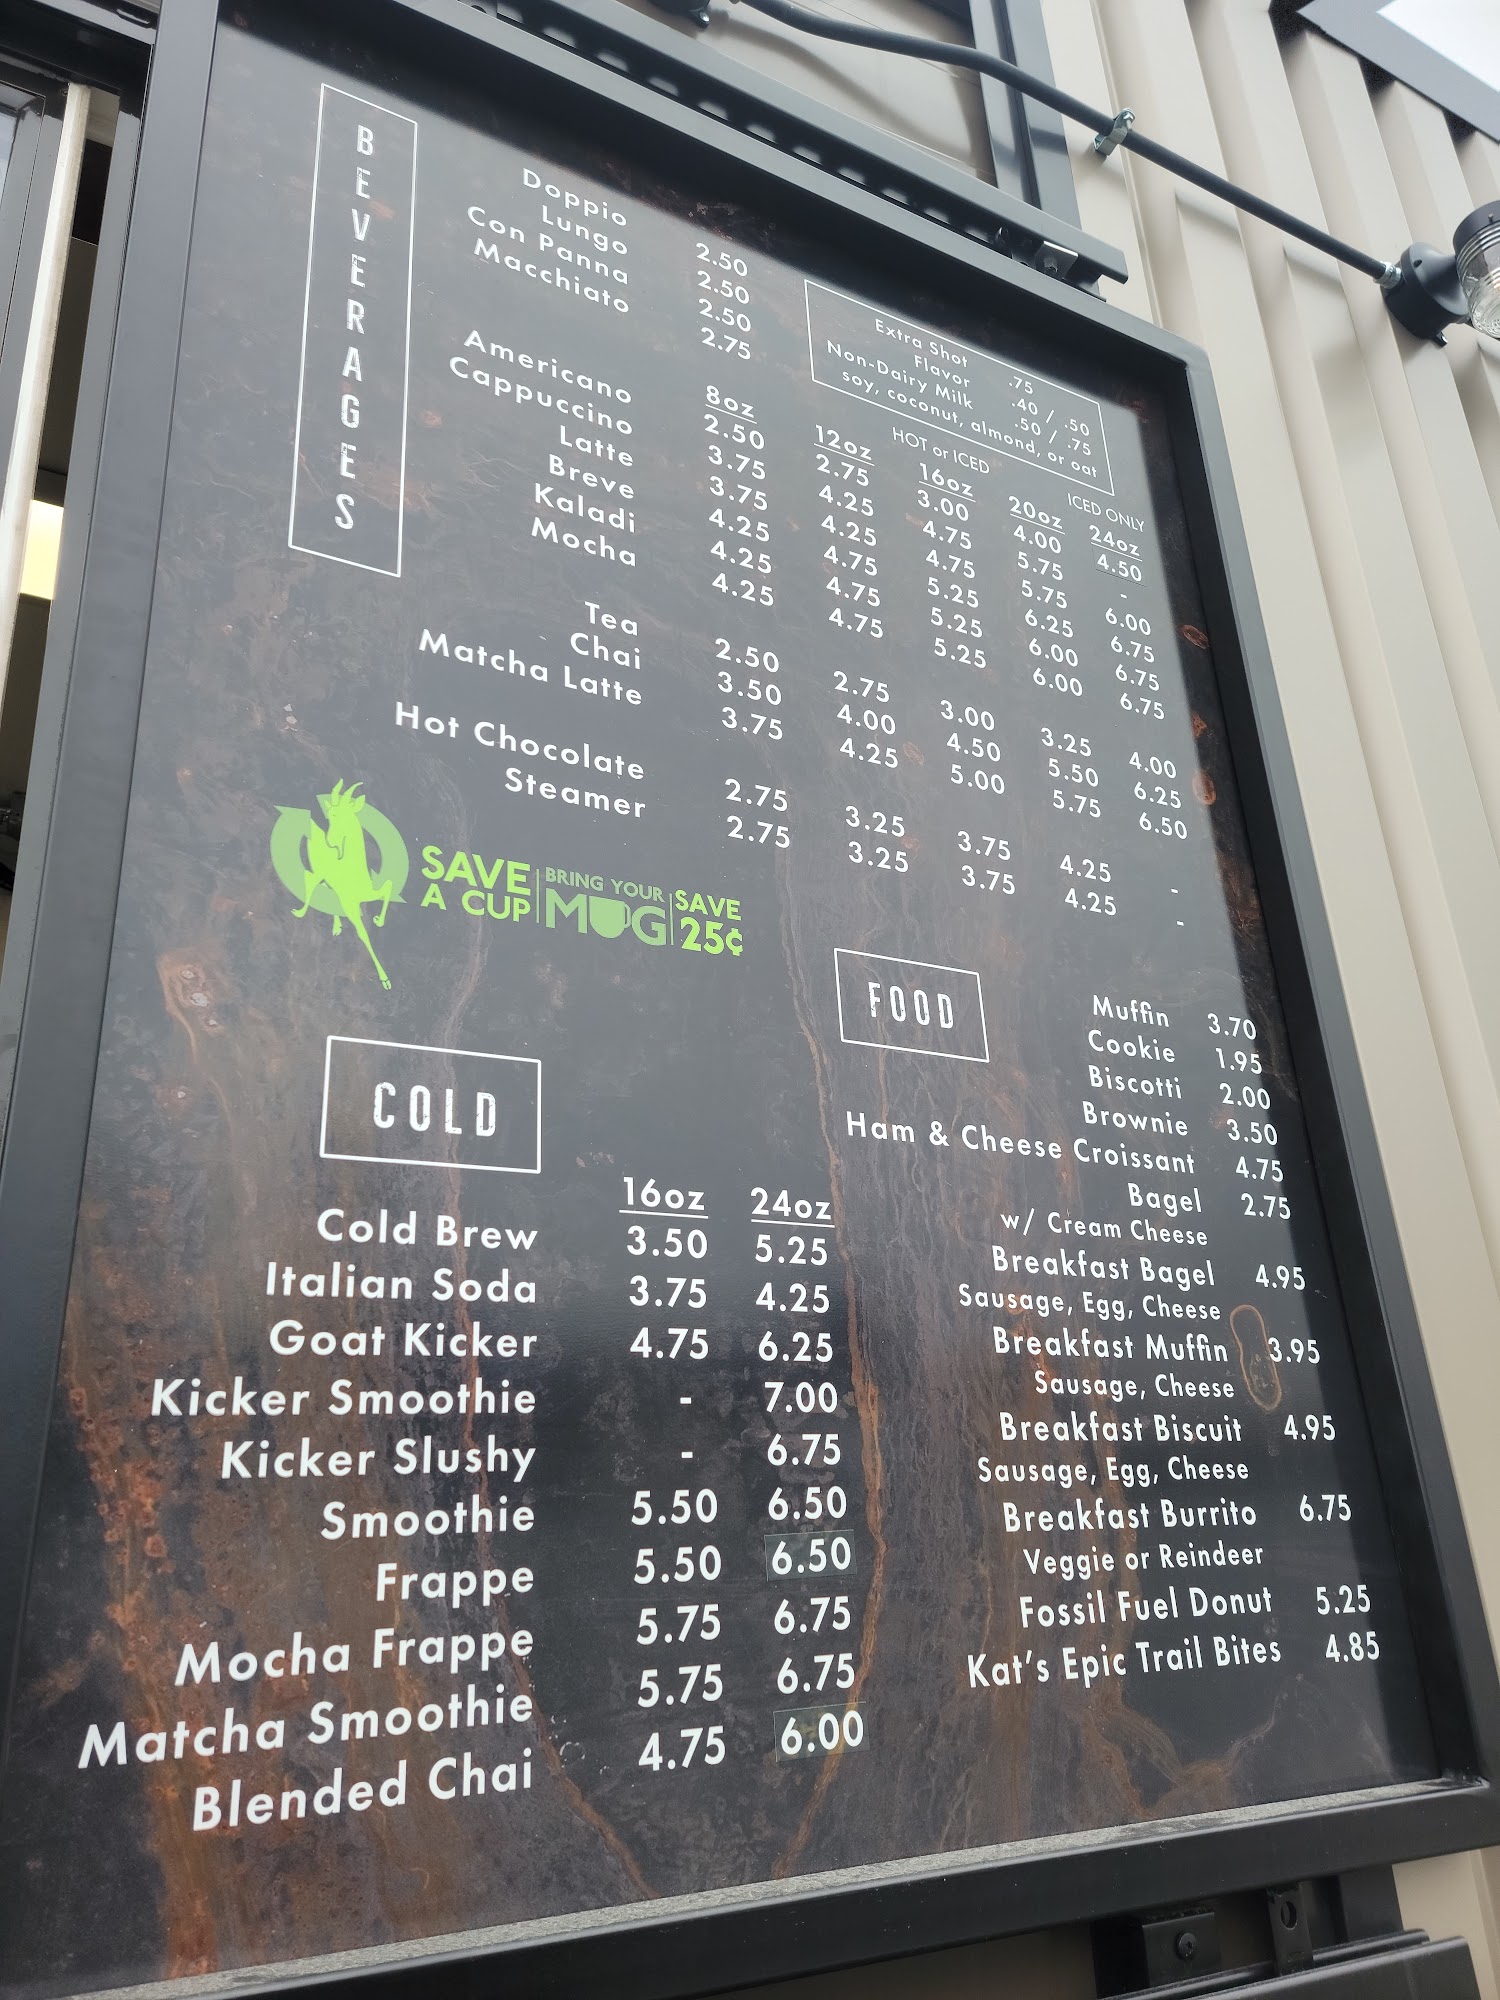 BEVERAGES
Doppio 2.50
Lungo 2.50
Con Panna 2.50
Macchiato 2.75
Extra Shot .75
Flavor .40 / .50
Non-Dairy Milk .50 / .75
soy, coconut, almond, or oat
HOT or ICED ICED ONLY
8oz 12oz 16oz 20oz 24oz
Americano 2.50 2.75 3.00 4.00 4.50
Cappuccino 3.75 4.25 4.75 5.75 -
Latte 3.75 4.25 4.75 5.75 6.00
Breve 4.25 4.75 5.25 6.25 6.75
Kaladi 4.25 4.75 5.25 6.00 6.75
Mocha 4.25 4.75 5.25 6.00 6.75
Tea 2.50 2.75 3.00 3.25 4.00
Chai 3.50 4.00 4.50 5.50 6.25
Matcha Latte 3.75 4.25 5.00 5.75 6.50
Hot Chocolate 2.75 3.25 3.75 4.25 -
Steamer 2.75 3.25 3.75 4.25 -
SAVE A CUP
BRING YOUR MUG
SAVE 25¢
COLD
16oz 24oz
Cold Brew 3.50 5.25
Italian Soda 3.75 4.25
Goat Kicker 4.75 6.25
Kicker Smoothie - 7.00
Kicker Slushy - 6.75
Smoothie 5.50 6.50
Frappe 5.50 6.50
Mocha Frappe 5.75 6.75
Matcha Smoothie 5.75 6.75
Blended Chai 4.75 6.00
FOOD
Muffin 3.70
Cookie 1.95
Biscotti 2.00
Brownie 3.50
Ham & Cheese Croissant 4.75
Bagel 2.75
w/ Cream Cheese
Breakfast Bagel 4.95
Sausage, Egg, Cheese
Breakfast Muffin 3.95
Sausage, Cheese
Breakfast Biscuit 4.95
Sausage, Egg, Cheese
Breakfast Burrito 6.75
Veggie or Reindeer
Fossil Fuel Donut 5.25
Kat's Epic Trail Bites 4.85